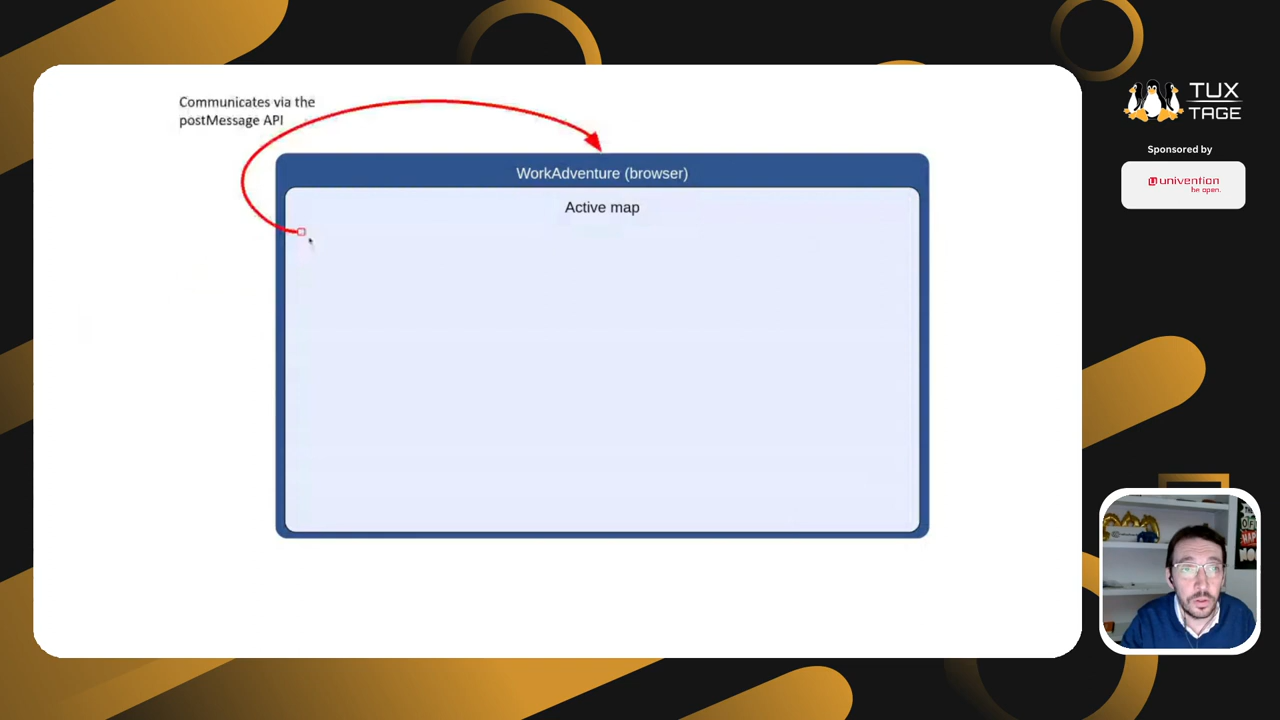 Communicates via the
postMessage API
WorkAdventure (browser)
Active map
TUX
TAGE
Sponsored by
univention
be open.